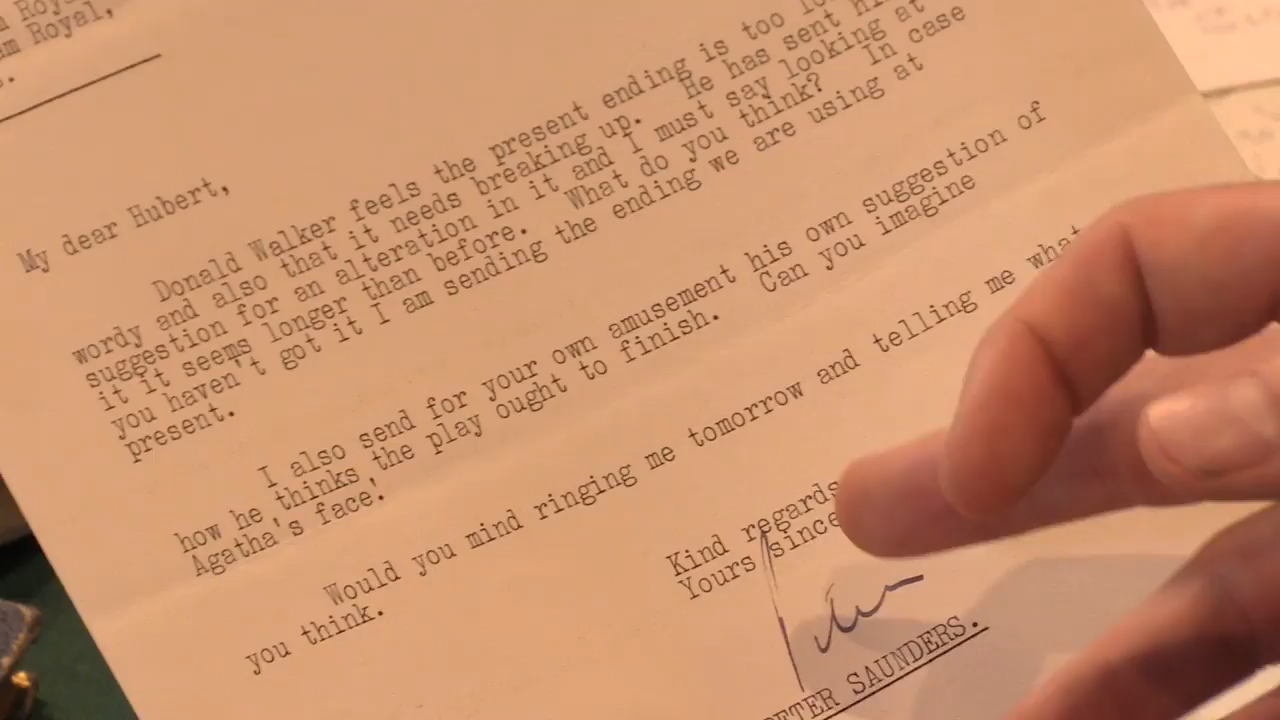 Royal,
My dear Hubert,
Donald Walker feels the present ending is too
wordy and also that it needs breaking up. He has sent
suggestion for an alteration in it and I must say looking at
it it seems longer than before. What do you think? In case
you haven't got it I am sending the ending we are using at
present.
I also send for your own amusement his own suggestion of
how he thinks the play ought to finish. Can you imagine
Agatha's face!
Would you mind ringing me tomorrow and telling me what
you think.
Kind regards
Yours
PETER SAUNDERS.